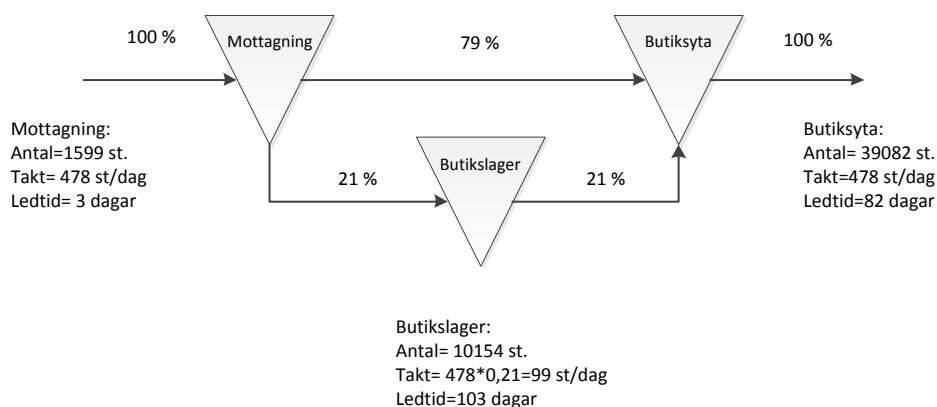 100 %
Mottagning
79 %
Butiksyta
100 %
Mottagning:
Antal=1599 st.
Takt= 478 st/dag
Ledtid= 3 dagar
21 %
Butikslager
21 %
Butiksyta:
Antal= 39082 st.
Takt=478 st/dag
Ledtid=82 dagar
Butikslager:
Antal= 10154 st.
Takt= 478*0,21=99 st/dag
Ledtid=103 dagar